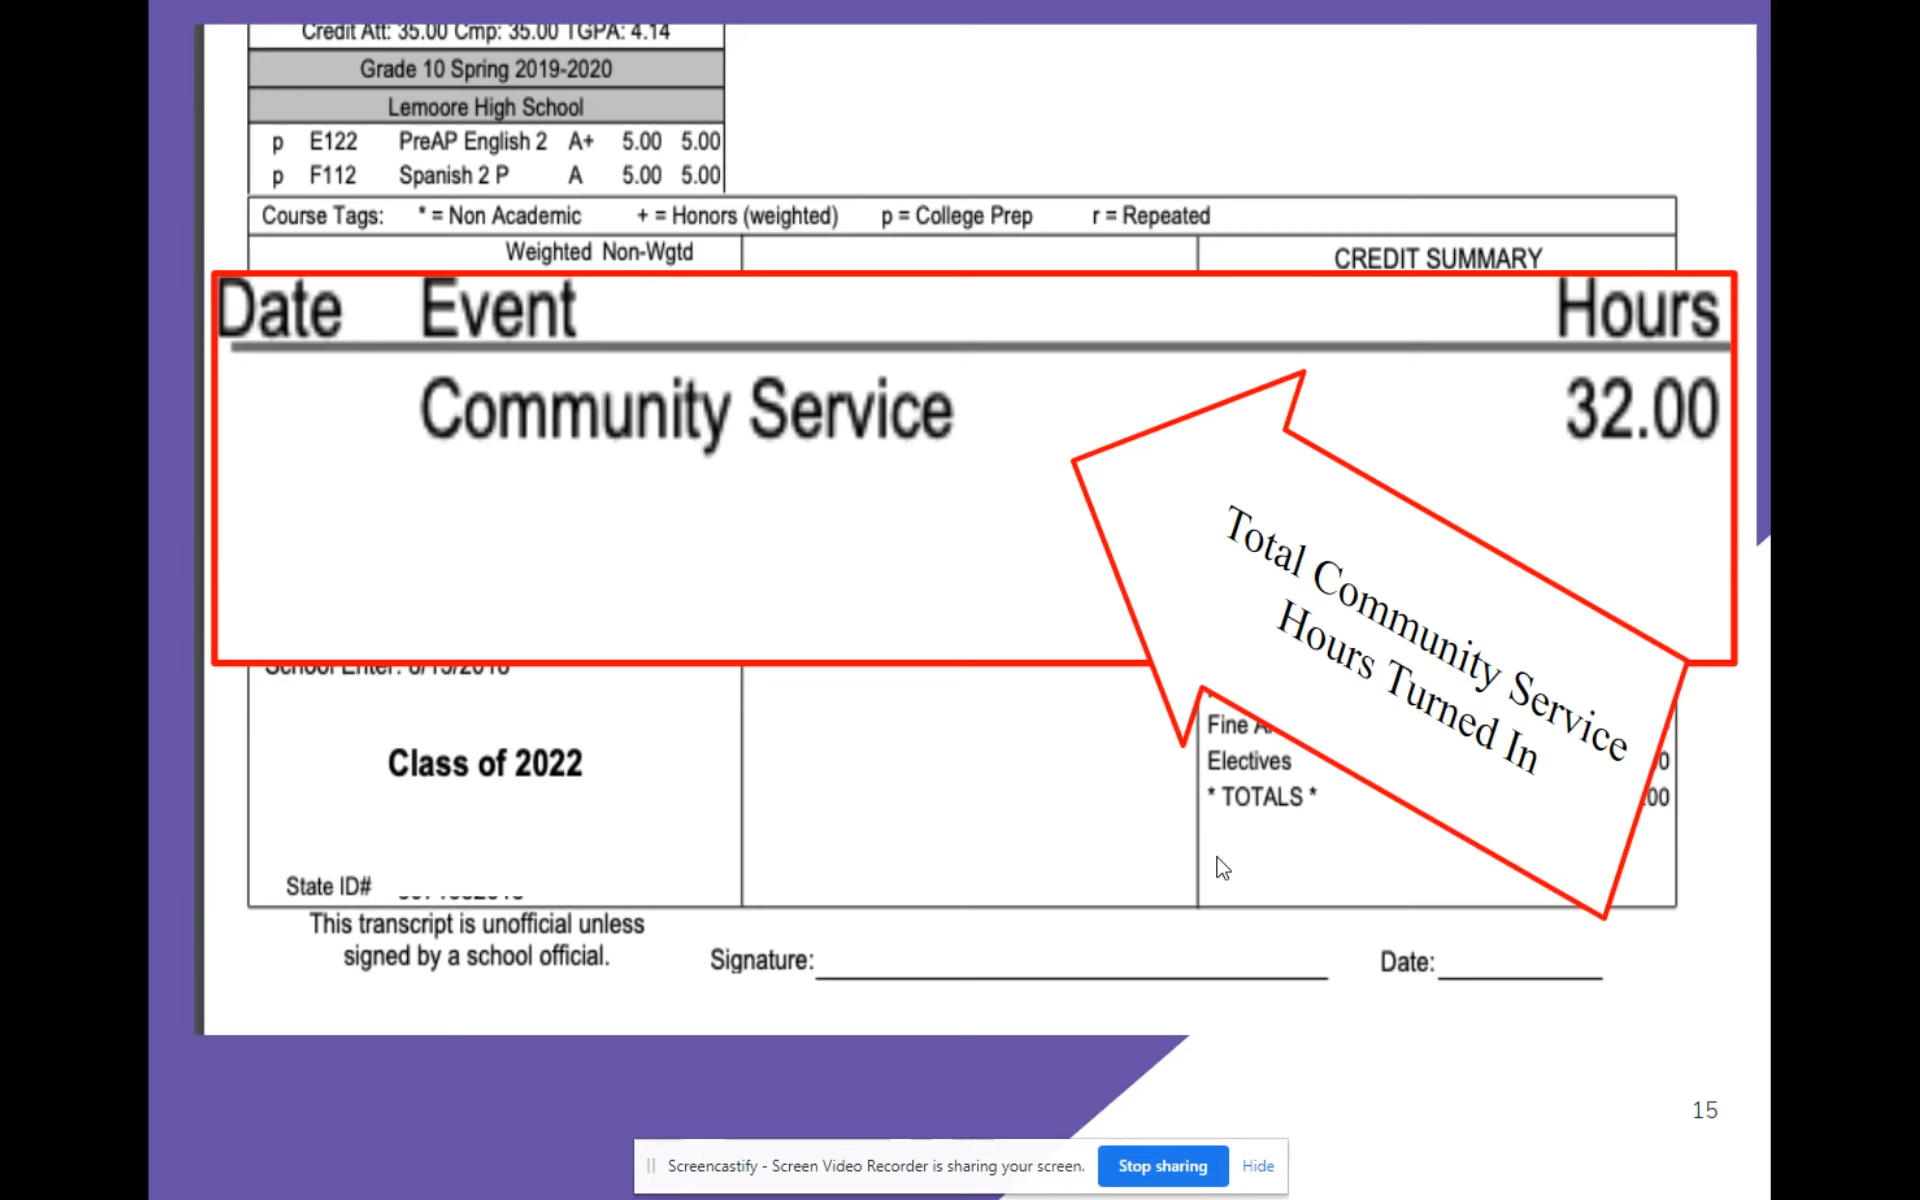 Credit Att: 35.00 Cmp: 35.00 TGPA: 4.14
Grade 10 Spring 2019-2020
Lemoore High School
p E122 PreAP English 2 A+ 5.00 5.00
p F112 Spanish 2 P A 5.00 5.00
Course Tags: * = Non Academic + = Honors (weighted) p = College Prep r = Repeated
Weighted Non-Wgtd
CREDIT SUMMARY
Date Event Hours
Community Service 32.00
Total Community Service
Hours Turned In
School Enter:
Class of 2022
Fine
Electives
* TOTALS *
State ID#
This transcript is unofficial unless
signed by a school official.
Signature:
Date:
15
Screencastify - Screen Video Recorder is sharing your screen.
Stop sharing
Hide